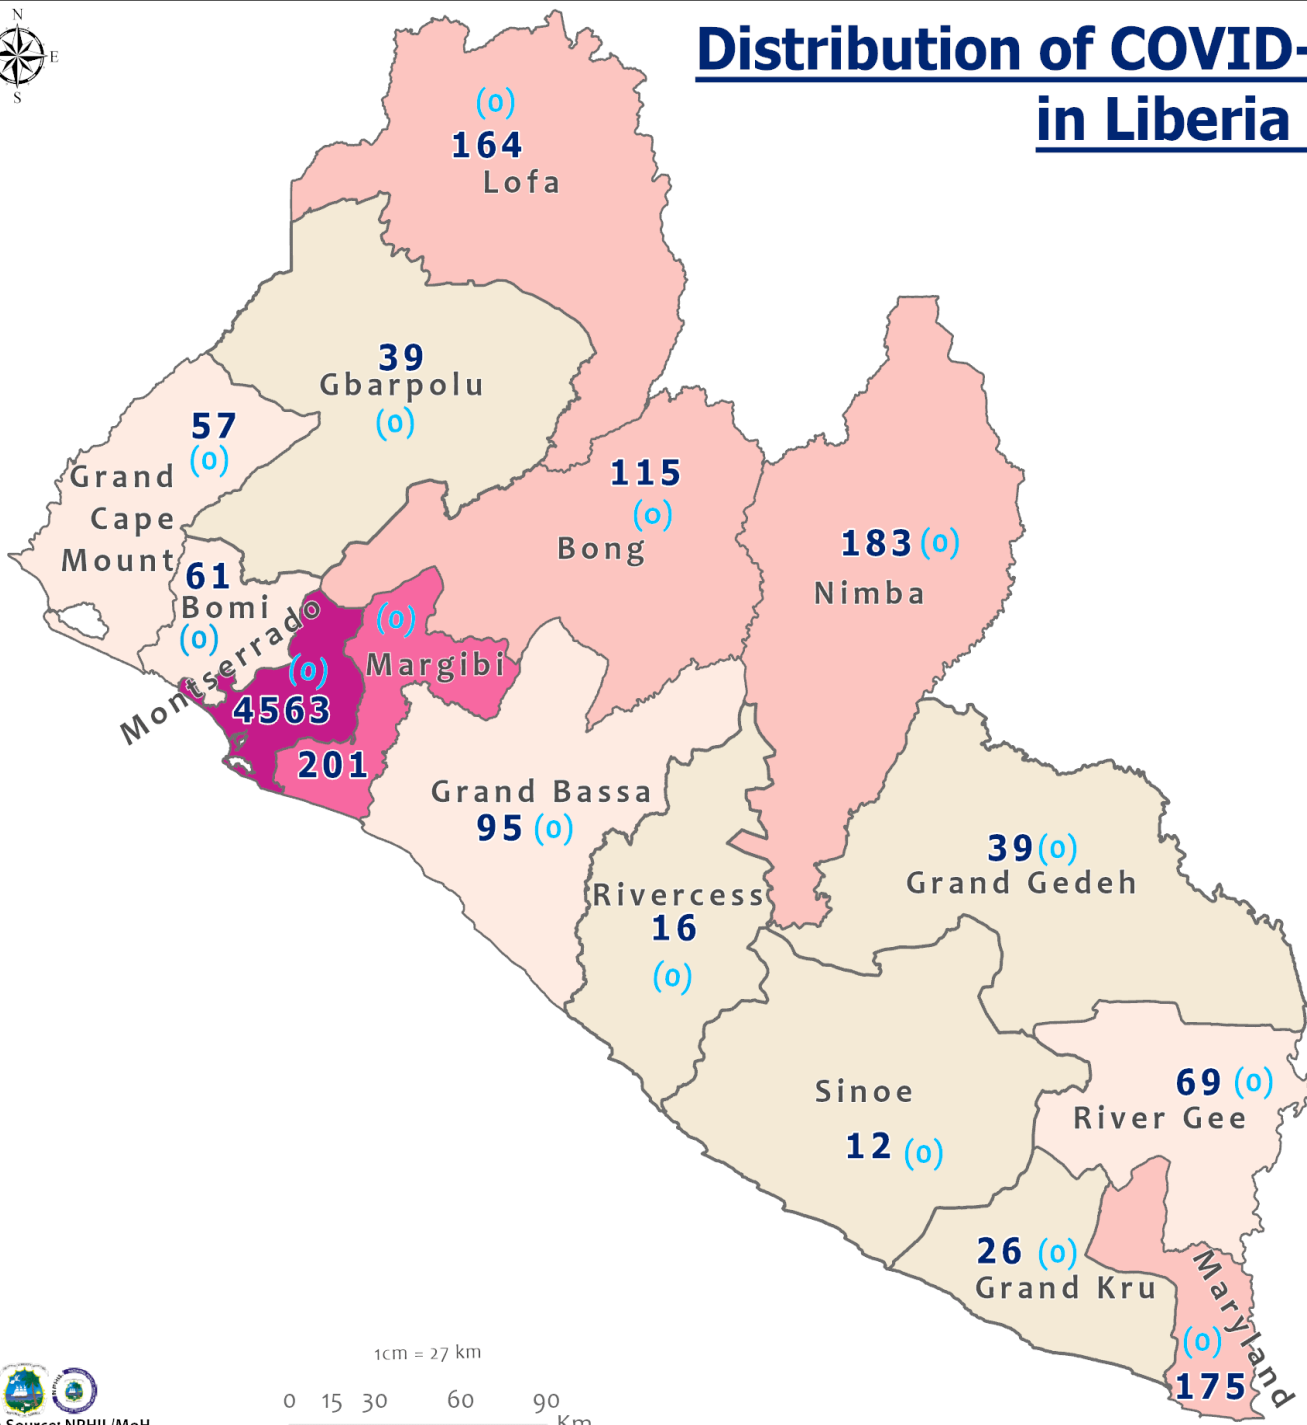 N
E
S
Distribution of COVID-
in Liberia
(0)
164
Lofa
39
Gbarpolu
(0)
57
(0)
Grand
Cape
Mount
115
(0)
Bong
183 (0)
Nimba
61
Bomi
(0)
Montserrado
(0)
4563
(0)
Margibi
201
Grand Bassa
95 (0)
Rivercess
16
(0)
39 (0)
Grand Gedeh
Sinoe
12 (0)
69 (0)
River Gee
26 (0)
Grand Kru
Maryland
(0)
175
1cm = 27 km
0 15 30 60 90
Km
Source: NPHIL/MoH